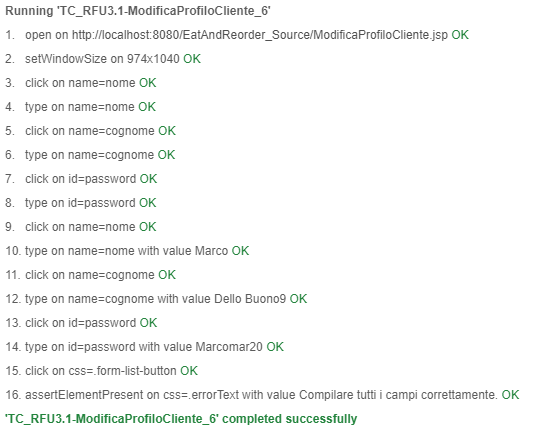 Running 'TC_RFU3.1-ModificaProfiloCliente_6'
1. open on http://localhost:8080/EatAndReorder_Source/ModificaProfiloCliente.jsp OK
2. setWindowSize on 974x1040 OK
3. click on name=nome OK
4. type on name=nome OK
5. click on name=cognome OK
6. type on name=cognome OK
7. click on id=password OK
8. type on id=password OK
9. click on name=nome OK
10. type on name=nome with value Marco OK
11. click on name=cognome OK
12. type on name=cognome with value Dello Buono9 OK
13. click on id=password OK
14. type on id=password with value Marcomar20 OK
15. click on css=.form-list-button OK
16. assertElementPresent on css=.errorText with value Compilare tutti i campi correttamente. OK
'TC_RFU3.1-ModificaProfiloCliente_6' completed successfully